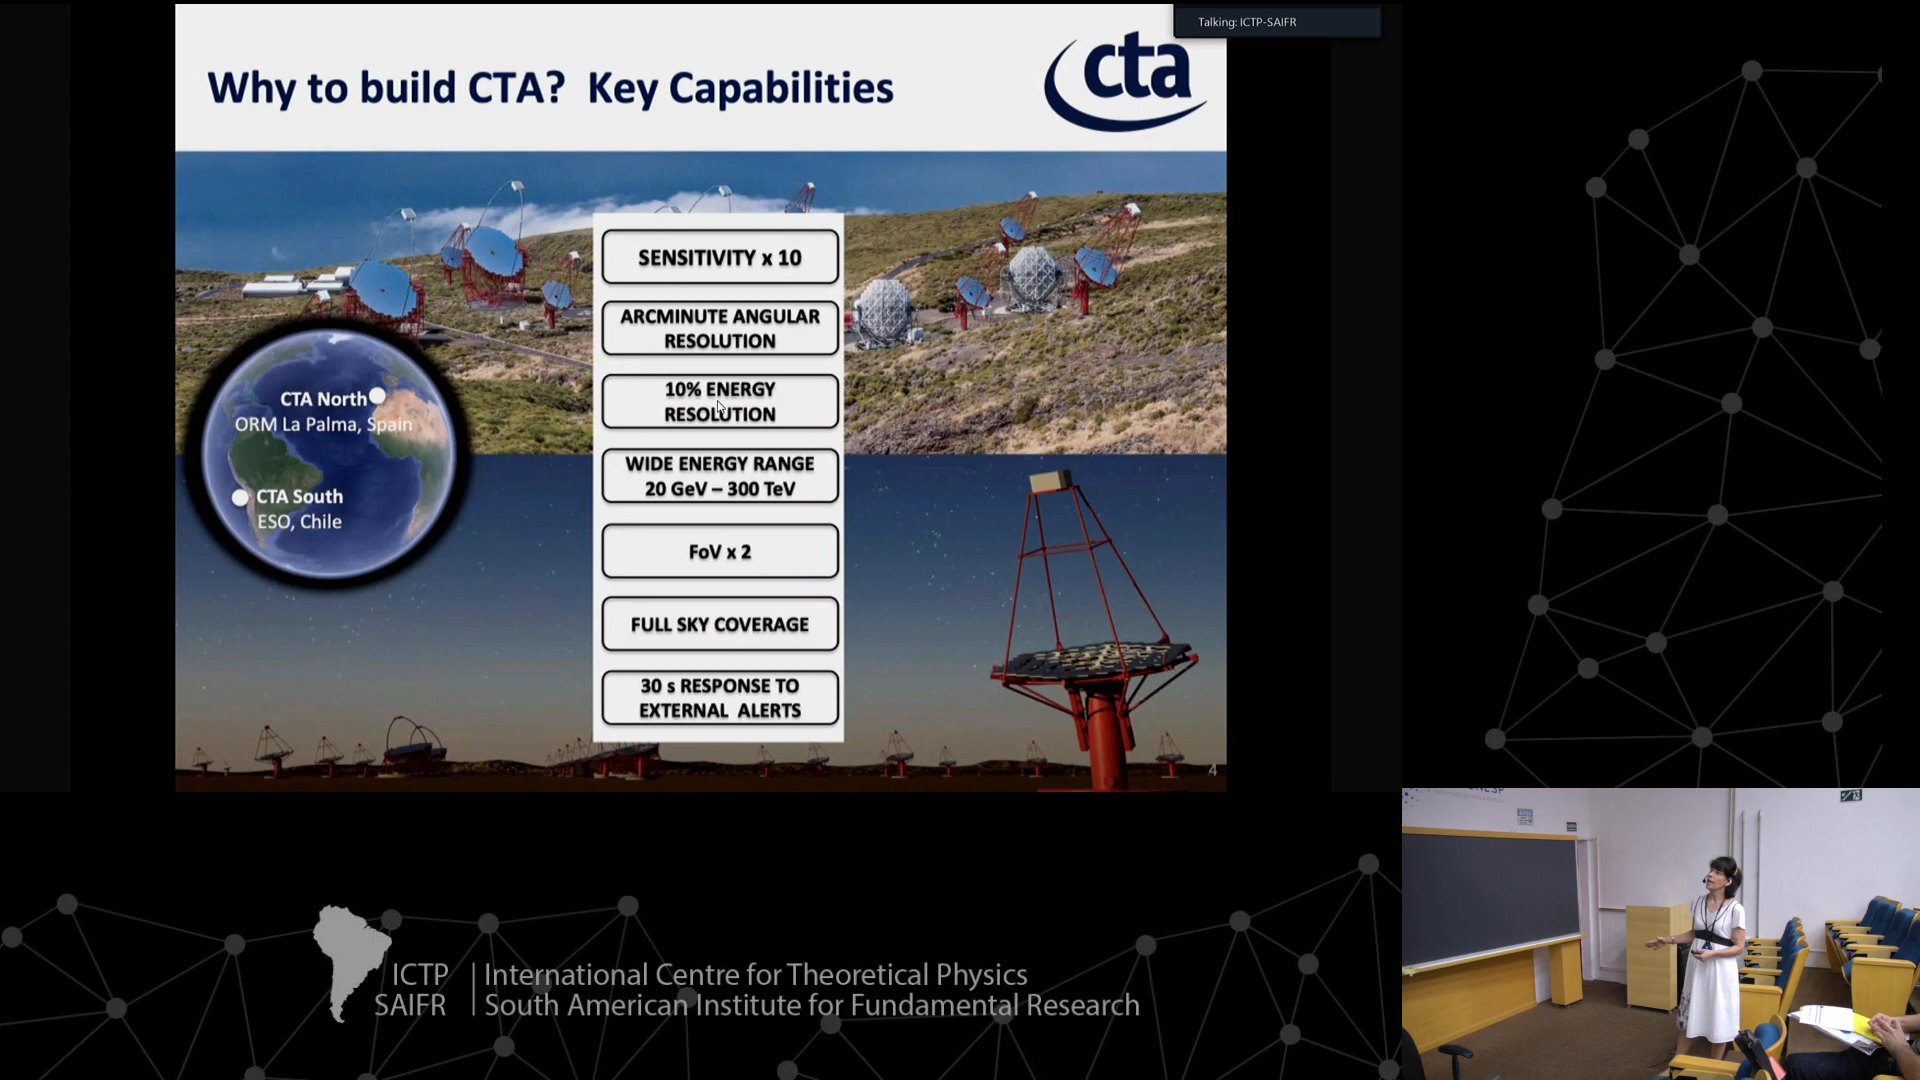 Talking: ICTP-SAIFR
Why to build CTA? Key Capabilities
cta
SENSITIVITY x 10
ARCMINUTE ANGULAR
RESOLUTION
10% ENERGY
RESOLUTION
WIDE ENERGY RANGE
20 GeV – 300 TeV
FoV x 2
FULL SKY COVERAGE
30 s RESPONSE TO
EXTERNAL ALERTS
CTA North
ORM La Palma, Spain
CTA South
ESO, Chile
4
ICTP
SAIFR
International Centre for Theoretical Physics
South American Institute for Fundamental Research